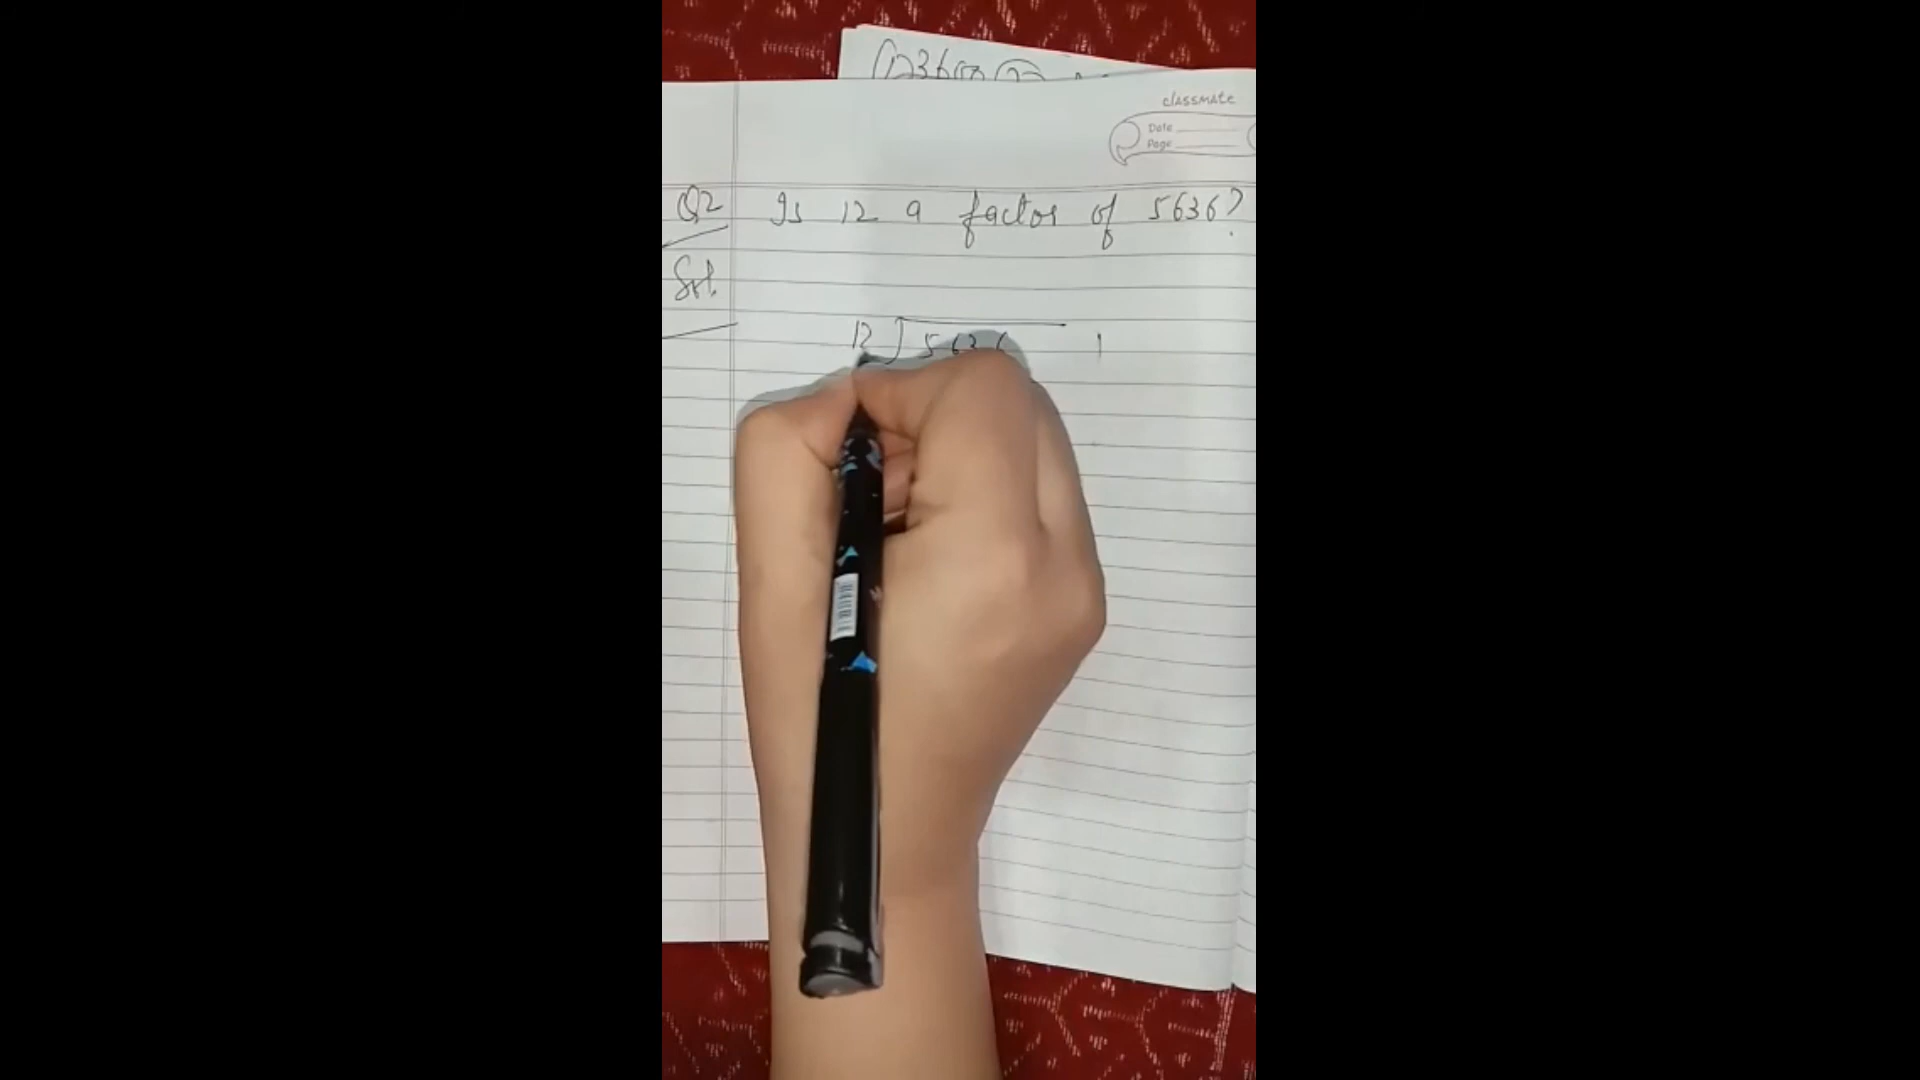 classmate
Date
Page
Q2 Is 12 a factor of 5636?
Sol.
12 ) 5636